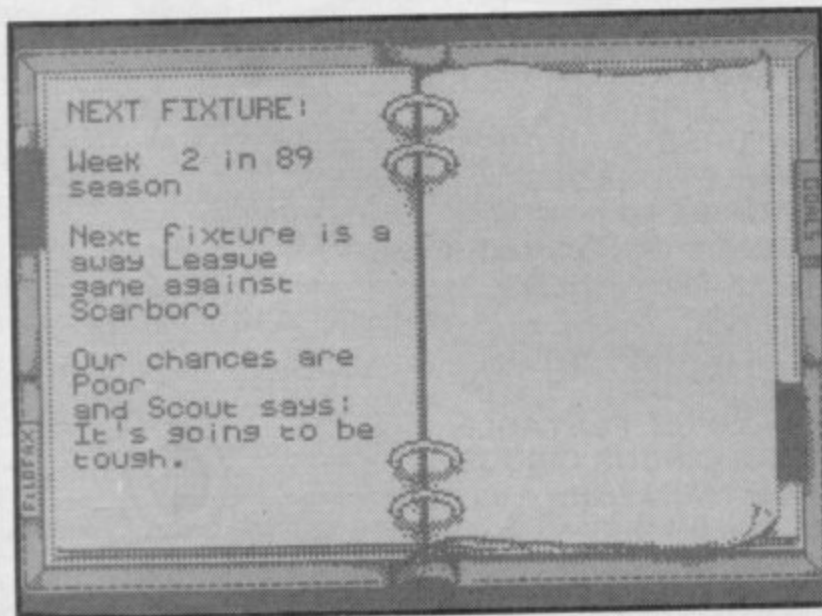 NEXT FIXTURE:
Week 2 in 89
season
Next fixture is a
away League
game against
Scarboro
Our chances are
Poor
and Scout says:
It's going to be
tough.
FILOFAX
GOALS